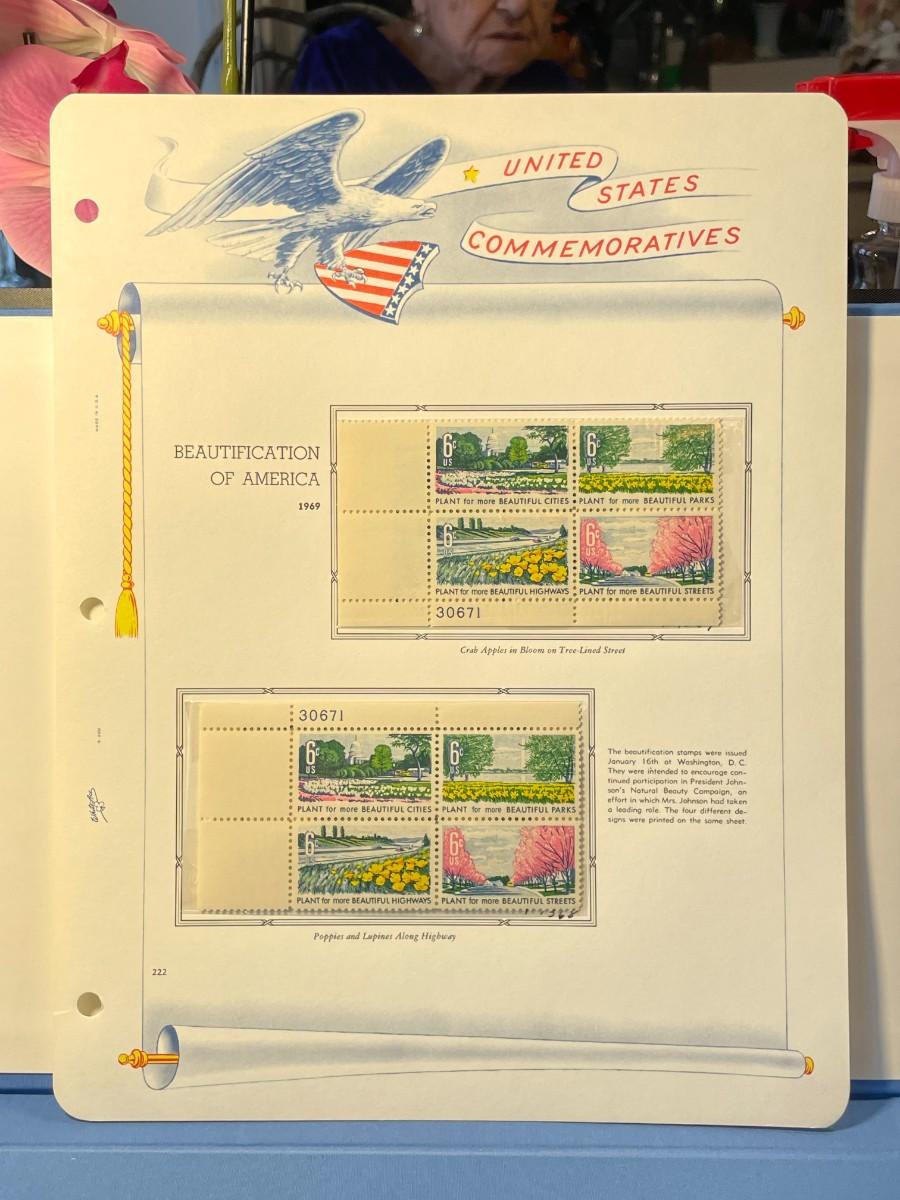 UNITED
STATES
COMMEMORATIVES
BEAUTIFICATION
OF AMERICA
1969
6¢
US
PLANT for more BEAUTIFUL CITIES
6¢
US
PLANT for more BEAUTIFUL PARKS
6¢
US
PLANT for more BEAUTIFUL HIGHWAYS
6¢
US
PLANT for more BEAUTIFUL STREETS
30671
Crab Apples in Bloom on Tree-Lined Street
30671
6¢
US
PLANT for more BEAUTIFUL CITIES
6¢
US
PLANT for more BEAUTIFUL PARKS
6¢
US
PLANT for more BEAUTIFUL HIGHWAYS
6¢
US
PLANT for more BEAUTIFUL STREETS
Poppies and Lupines Along Highway
The beautification stamps were issued
January 16th at Washington, D. C.
They were intended to encourage con-
tinued participation in President John-
son's Natural Beauty Campaign, an
effort in which Mrs. Johnson had taken
a leading role. The four different de-
signs were printed on the same sheet.
222
MADE IN U.S.A.